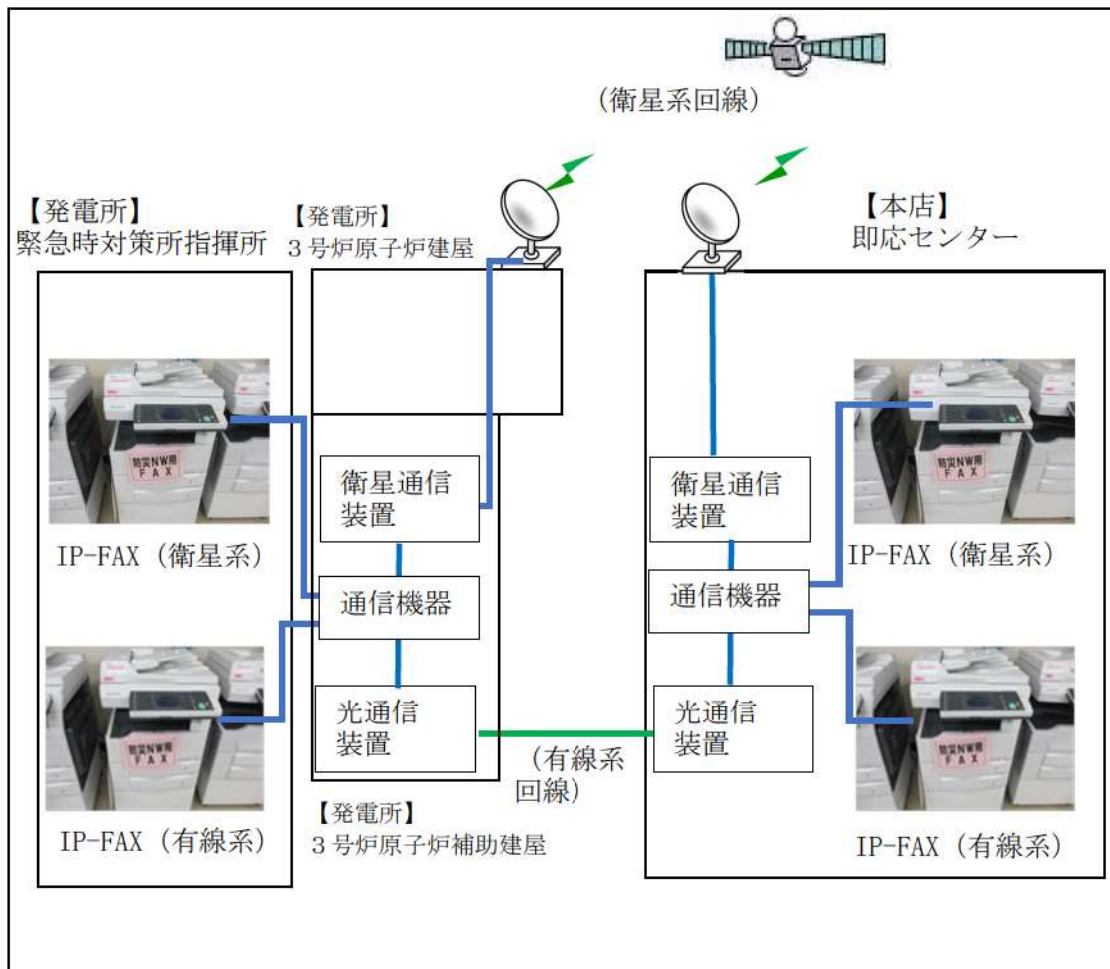 （衛星系回線）
【発電所】
緊急時対策所指揮所
【発電所】
３号炉原子炉建屋
【本店】
即応センター
防災NW用
ＦＡＸ
IP-FAX（衛星系）
防災NW用
ＦＡＸ
IP-FAX（有線系）
衛星通信
装置
通信機器
光通信
装置
（有線系
回線）
【発電所】
３号炉原子炉補助建屋
衛星通信
装置
通信機器
光通信
装置
防災NW用
ＦＡＸ
IP-FAX（衛星系）
防災NW用
ＦＡＸ
IP-FAX（有線系）